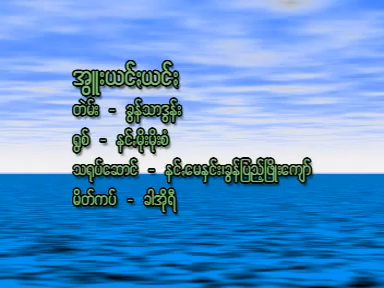 အျူးယင်ႏယင်ႏ
တဲမ်း – ခွန်သာဒွန်ႏ
ရွစ် – နင်ႏမိုးမိုးစံ
သရုပ်ဆောင် – နင်ႏမေနှင်း၊ခွန်ပြည့်ဖြိုးကျော်
မိတ်ကပ် – ခါအိုရီ